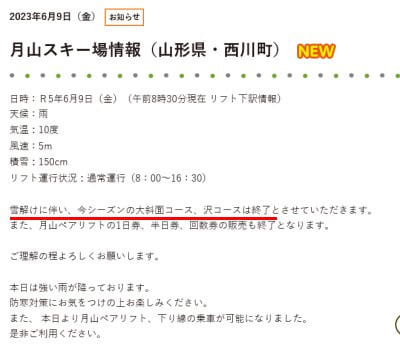 2023年6月9日（金） お知らせ
月山スキー場情報（山形県・西川町） NEW
日時：Ｒ5年6月9日（金）（午前8時30分現在 リフト下駅情報）
天候：雨
気温：10度
風速：5m
積雪：150cm
リフト運行状況：通常運行（8：00～16：30）
雪解けに伴い、今シーズンの大斜面コース、沢コースは終了とさせていただきます。
また、月山ペアリフトの1日券、半日券、回数券の販売も終了となります。
ご理解の程よろしくお願いします。
本日は強い雨が降っております。
防寒対策にお気をつけの上お楽しみください。
また、 本日より月山ペアリフト、下り線の乗車が可能になりました。
是非ご利用ください。